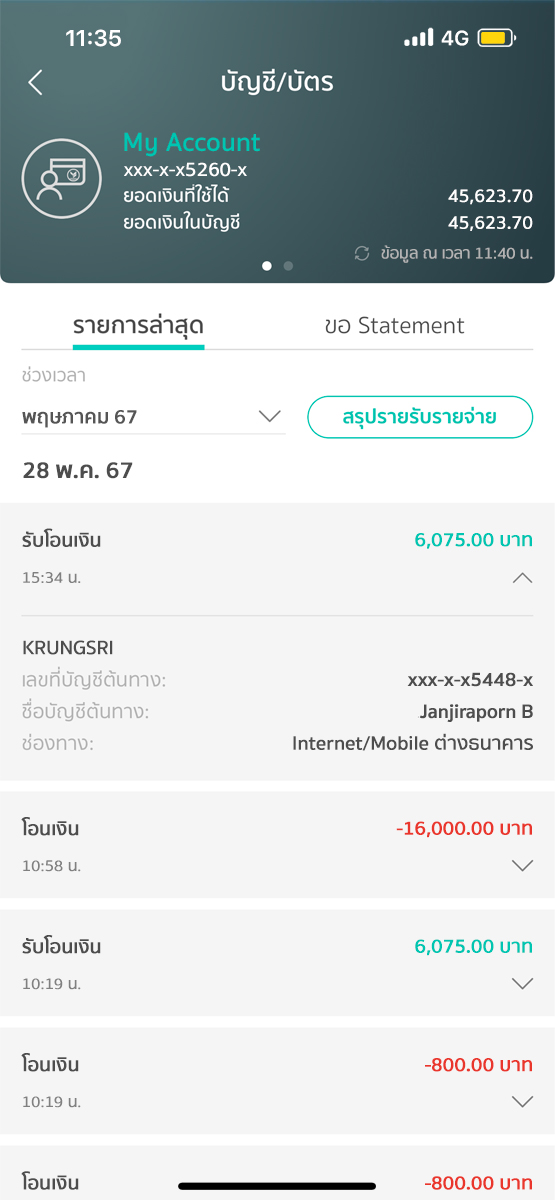 11:35
4G
บัญชี/บัตร
My Account
xxx-x-x5260-x
ยอดเงินที่ใช้ได้ 45,623.70
ยอดเงินในบัญชี 45,623.70
ข้อมูล ณ เวลา 11:40 น.
รายการล่าสุด ขอ Statement
ช่วงเวลา
พฤษภาคม 67 สรุปรายรับรายจ่าย
28 พ.ค. 67
รับโอนเงิน 6,075.00 บาท
15:34 น.
KRUNGSRI
เลขที่บัญชีต้นทาง: xxx-x-x5448-x
ชื่อบัญชีต้นทาง: Janjiraporn B
ช่องทาง: Internet/Mobile ต่างธนาคาร
โอนเงิน -16,000.00 บาท
10:58 น.
รับโอนเงิน 6,075.00 บาท
10:19 น.
โอนเงิน -800.00 บาท
10:19 น.
โอนเงิน -800.00 บาท